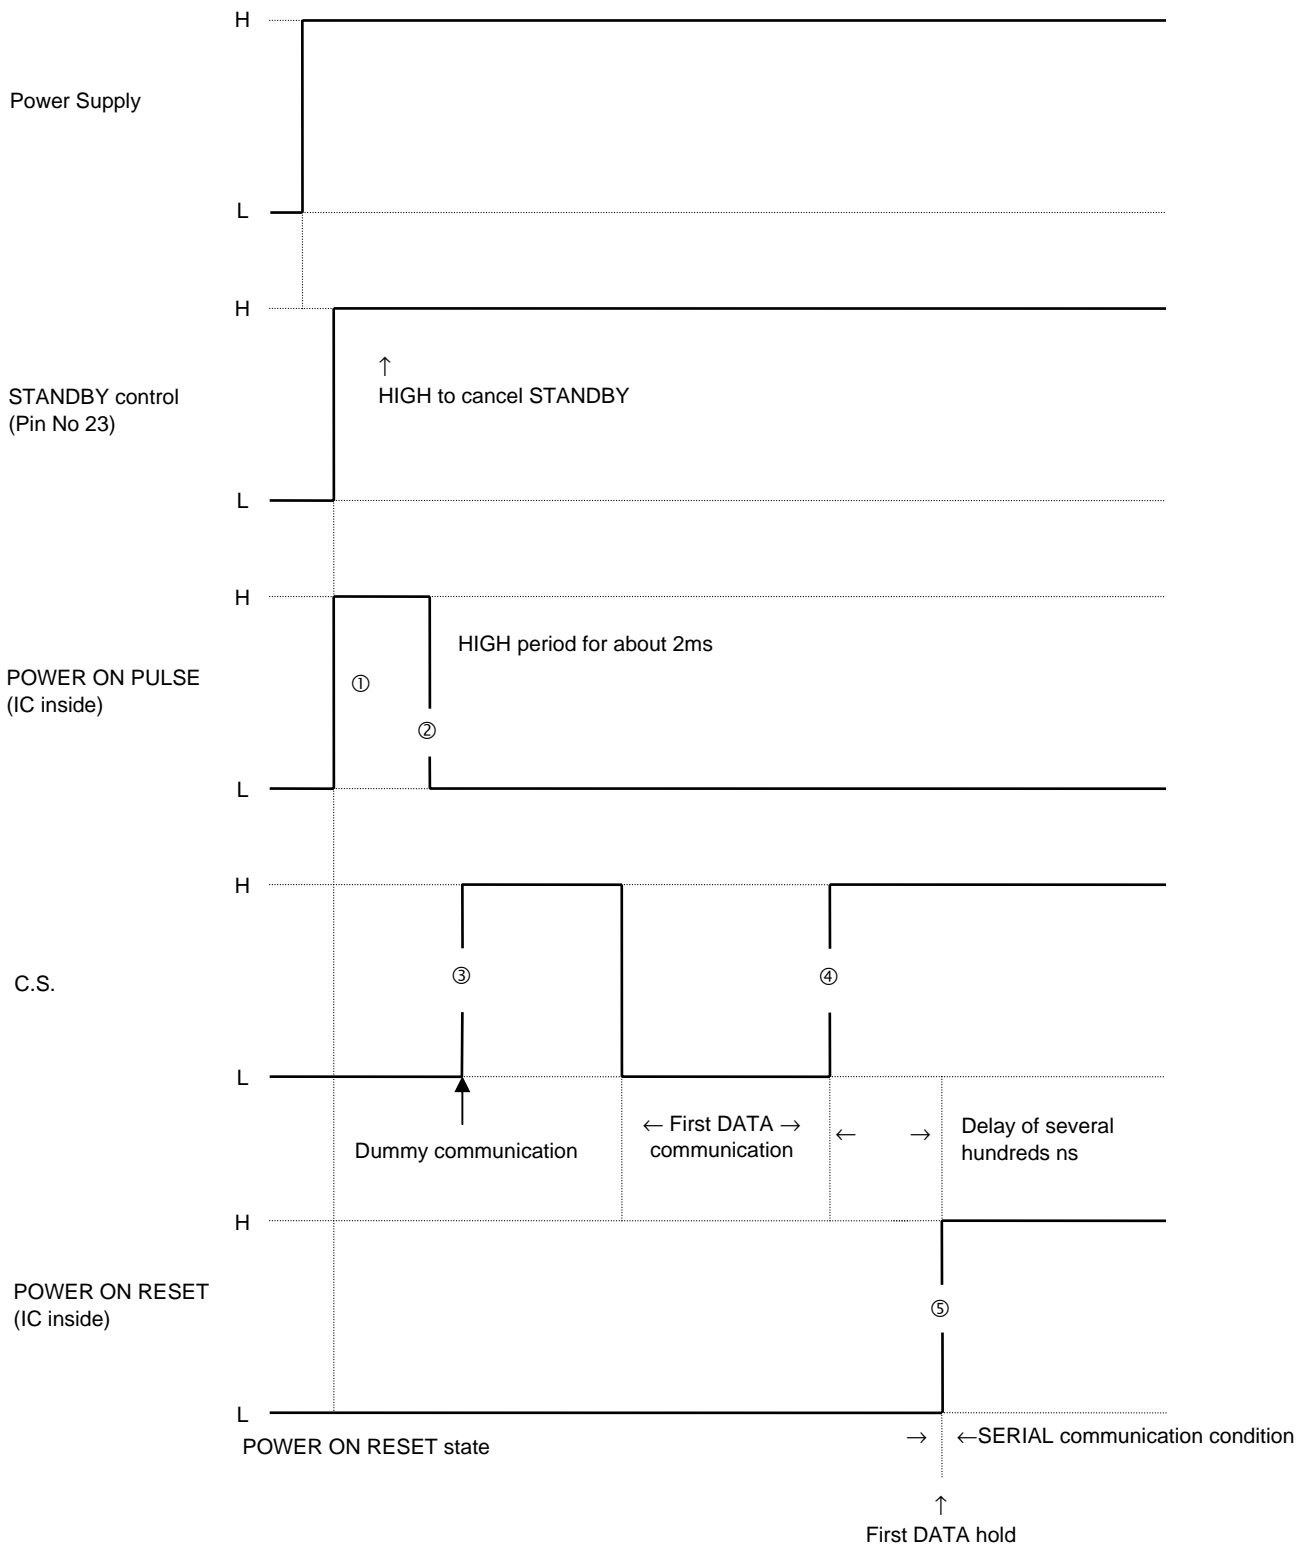 H
Power Supply
L
H
↑
HIGH to cancel STANDBY
STANDBY control
(Pin No 23)
L
H
HIGH period for about 2ms
POWER ON PULSE
(IC inside)
①
②
L
H
③
④
C.S.
L
← First DATA →
communication
← →
Delay of several
hundreds ns
Dummy communication
H
POWER ON RESET
(IC inside)
⑤
L
POWER ON RESET state
→ ←SERIAL communication condition
↑
First DATA hold